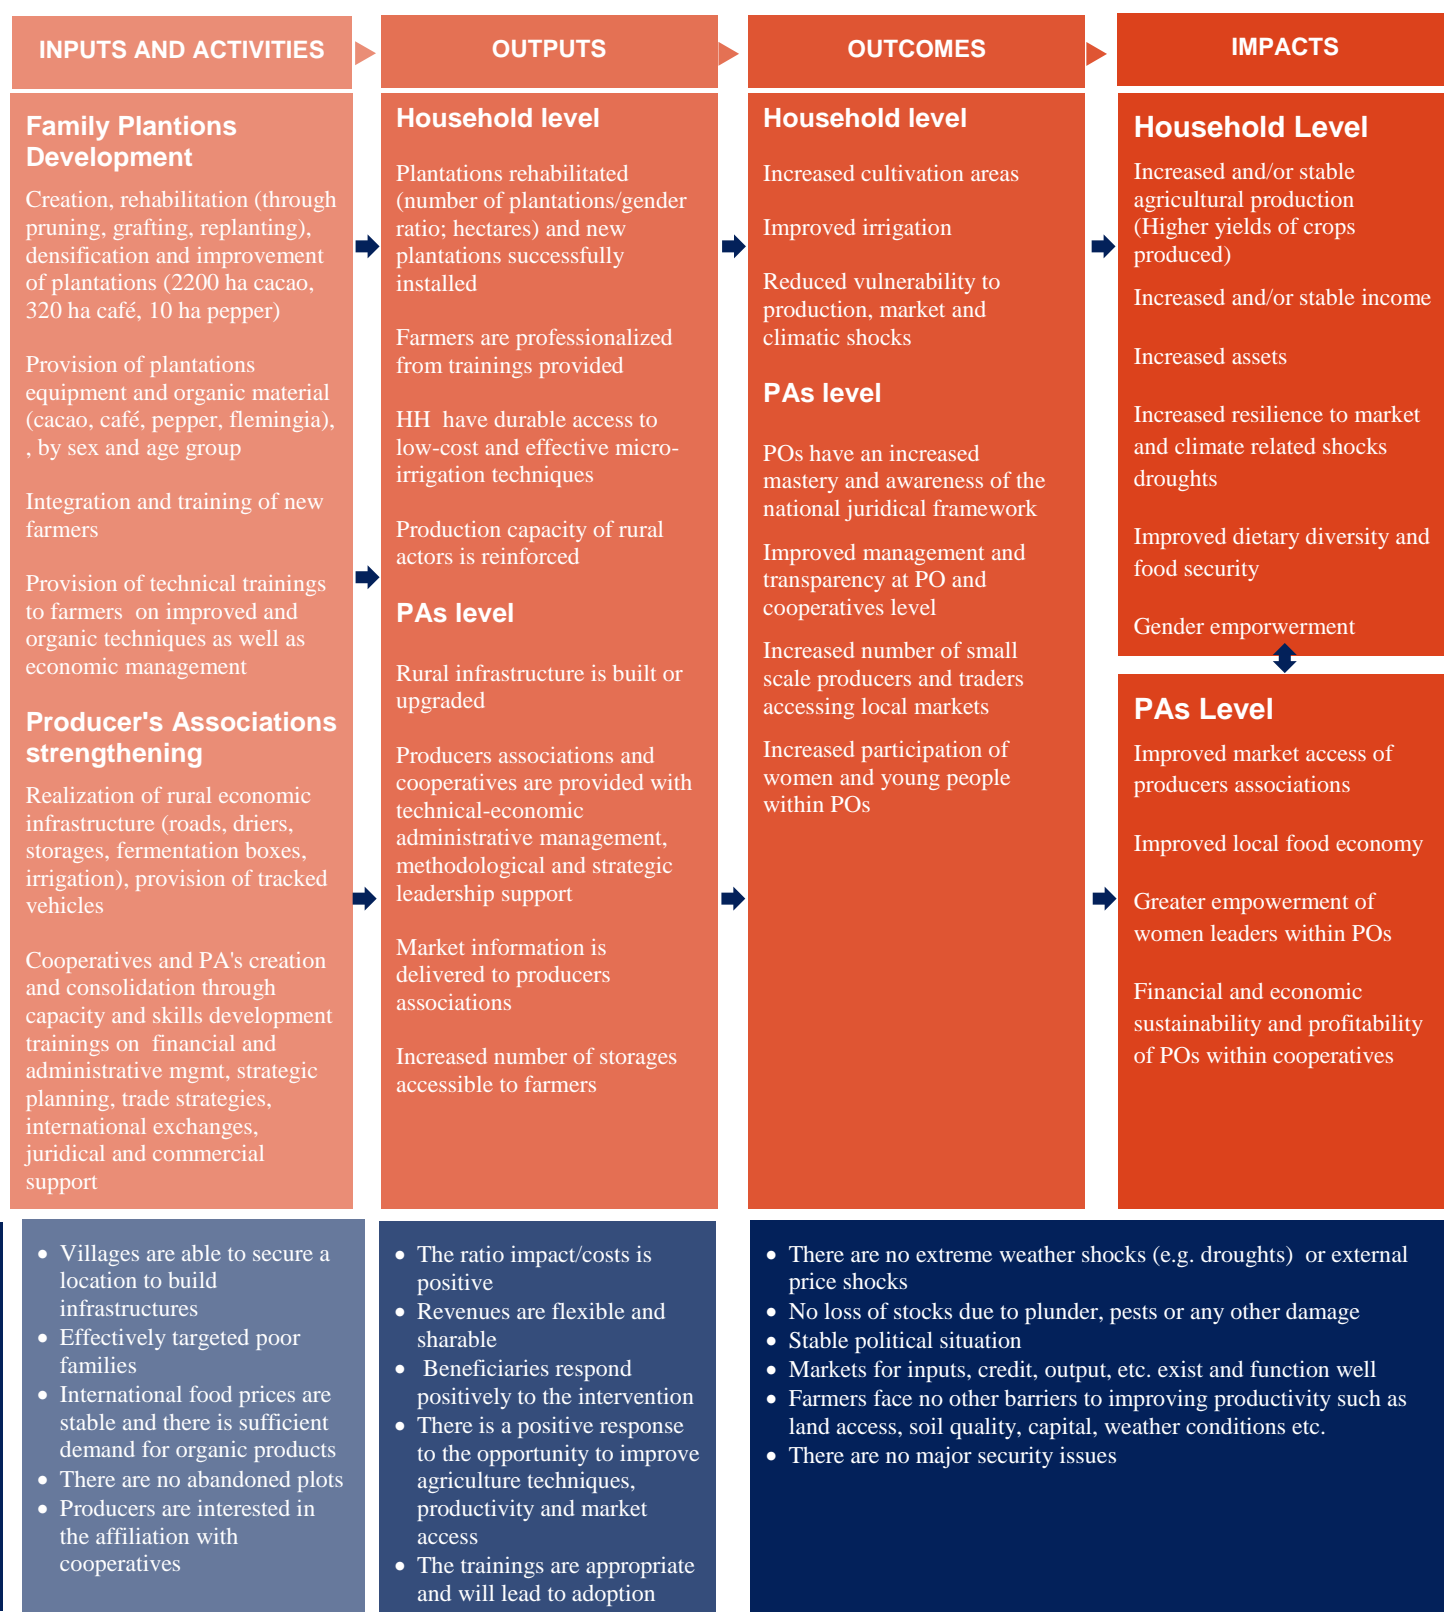 INPUTS AND ACTIVITIES
Family Plantions
Development
Creation, rehabilitation (through
pruning, grafting, replanting),
densification and improvement
of plantations (2200 ha cacao,
320 ha café, 10 ha pepper)
Provision of plantations
equipment and organic material
(cacao, café, pepper, flemingia),
, by sex and age group
Integration and training of new
farmers
Provision of technical trainings
to farmers on improved and
organic techniques as well as
economic management
Producer's Associations
strengthening
Realization of rural economic
infrastructure (roads, driers,
storages, fermentation boxes,
irrigation), provision of tracked
vehicles
Cooperatives and PA's creation
and consolidation through
capacity and skills development
trainings on financial and
administrative mgmt, strategic
planning, trade strategies,
international exchanges,
juridical and commercial
support
OUTPUTS
Household level
Plantations rehabilitated
(number of plantations/gender
ratio; hectares) and new
plantations successfully
installed
Farmers are professionalized
from trainings provided
HH have durable access to
low-cost and effective micro-
irrigation techniques
Production capacity of rural
actors is reinforced
PAs level
Rural infrastructure is built or
upgraded
Producers associations and
cooperatives are provided with
technical-economic
administrative management,
methodological and strategic
leadership support
Market information is
delivered to producers
associations
Increased number of storages
accessible to farmers
OUTCOMES
Household level
Increased cultivation areas
Improved irrigation
Reduced vulnerability to
production, market and
climatic shocks
PAs level
POs have an increased
mastery and awareness of the
national juridical framework
Improved management and
transparency at PO and
cooperatives level
Increased number of small
scale producers and traders
accessing local markets
Increased participation of
women and young people
within POs
IMPACTS
Household Level
Increased and/or stable
agricultural production
(Higher yields of crops
produced)
Increased and/or stable income
Increased assets
Increased resilience to market
and climate related shocks
droughts
Improved dietary diversity and
food security
Gender emporwerment
PAs Level
Improved market access of
producers associations
Improved local food economy
Greater empowerment of
women leaders within POs
Financial and economic
sustainability and profitability
of POs within cooperatives
• Villages are able to secure a
location to build
infrastructures
• Effectively targeted poor
families
• International food prices are
stable and there is sufficient
demand for organic products
• There are no abandoned plots
• Producers are interested in
the affiliation with
cooperatives
• The ratio impact/costs is
positive
• Revenues are flexible and
sharable
• Beneficiaries respond
positively to the intervention
• There is a positive response
to the opportunity to improve
agriculture techniques,
productivity and market
access
• The trainings are appropriate
and will lead to adoption
• There are no extreme weather shocks (e.g. droughts) or external
price shocks
• No loss of stocks due to plunder, pests or any other damage
• Stable political situation
• Markets for inputs, credit, output, etc. exist and function well
• Farmers face no other barriers to improving productivity such as
land access, soil quality, capital, weather conditions etc.
• There are no major security issues